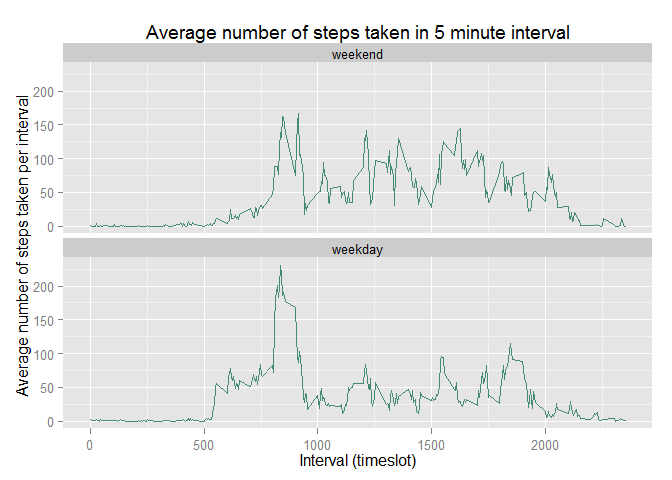 Average number of steps taken in 5 minute interval
weekend
200
150
100
50
0
weekday
200
150
100
50
0
Average number of steps taken per interval
0 500 1000 1500 2000
Interval (timeslot)